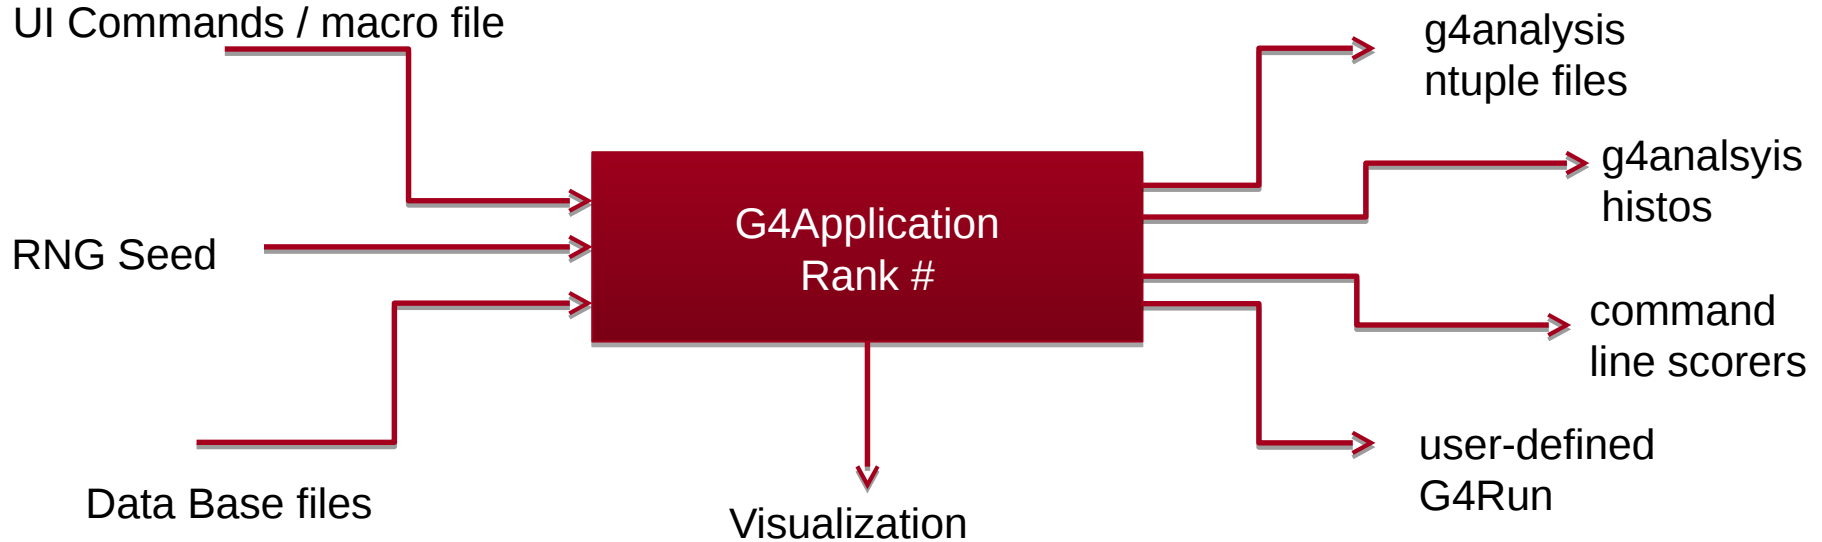 UI Commands / macro file
RNG Seed
Data Base files
G4Application
Rank #
Visualization
g4analysis
ntuple files
g4analsyis
histos
command
line scorers
user-defined
G4Run